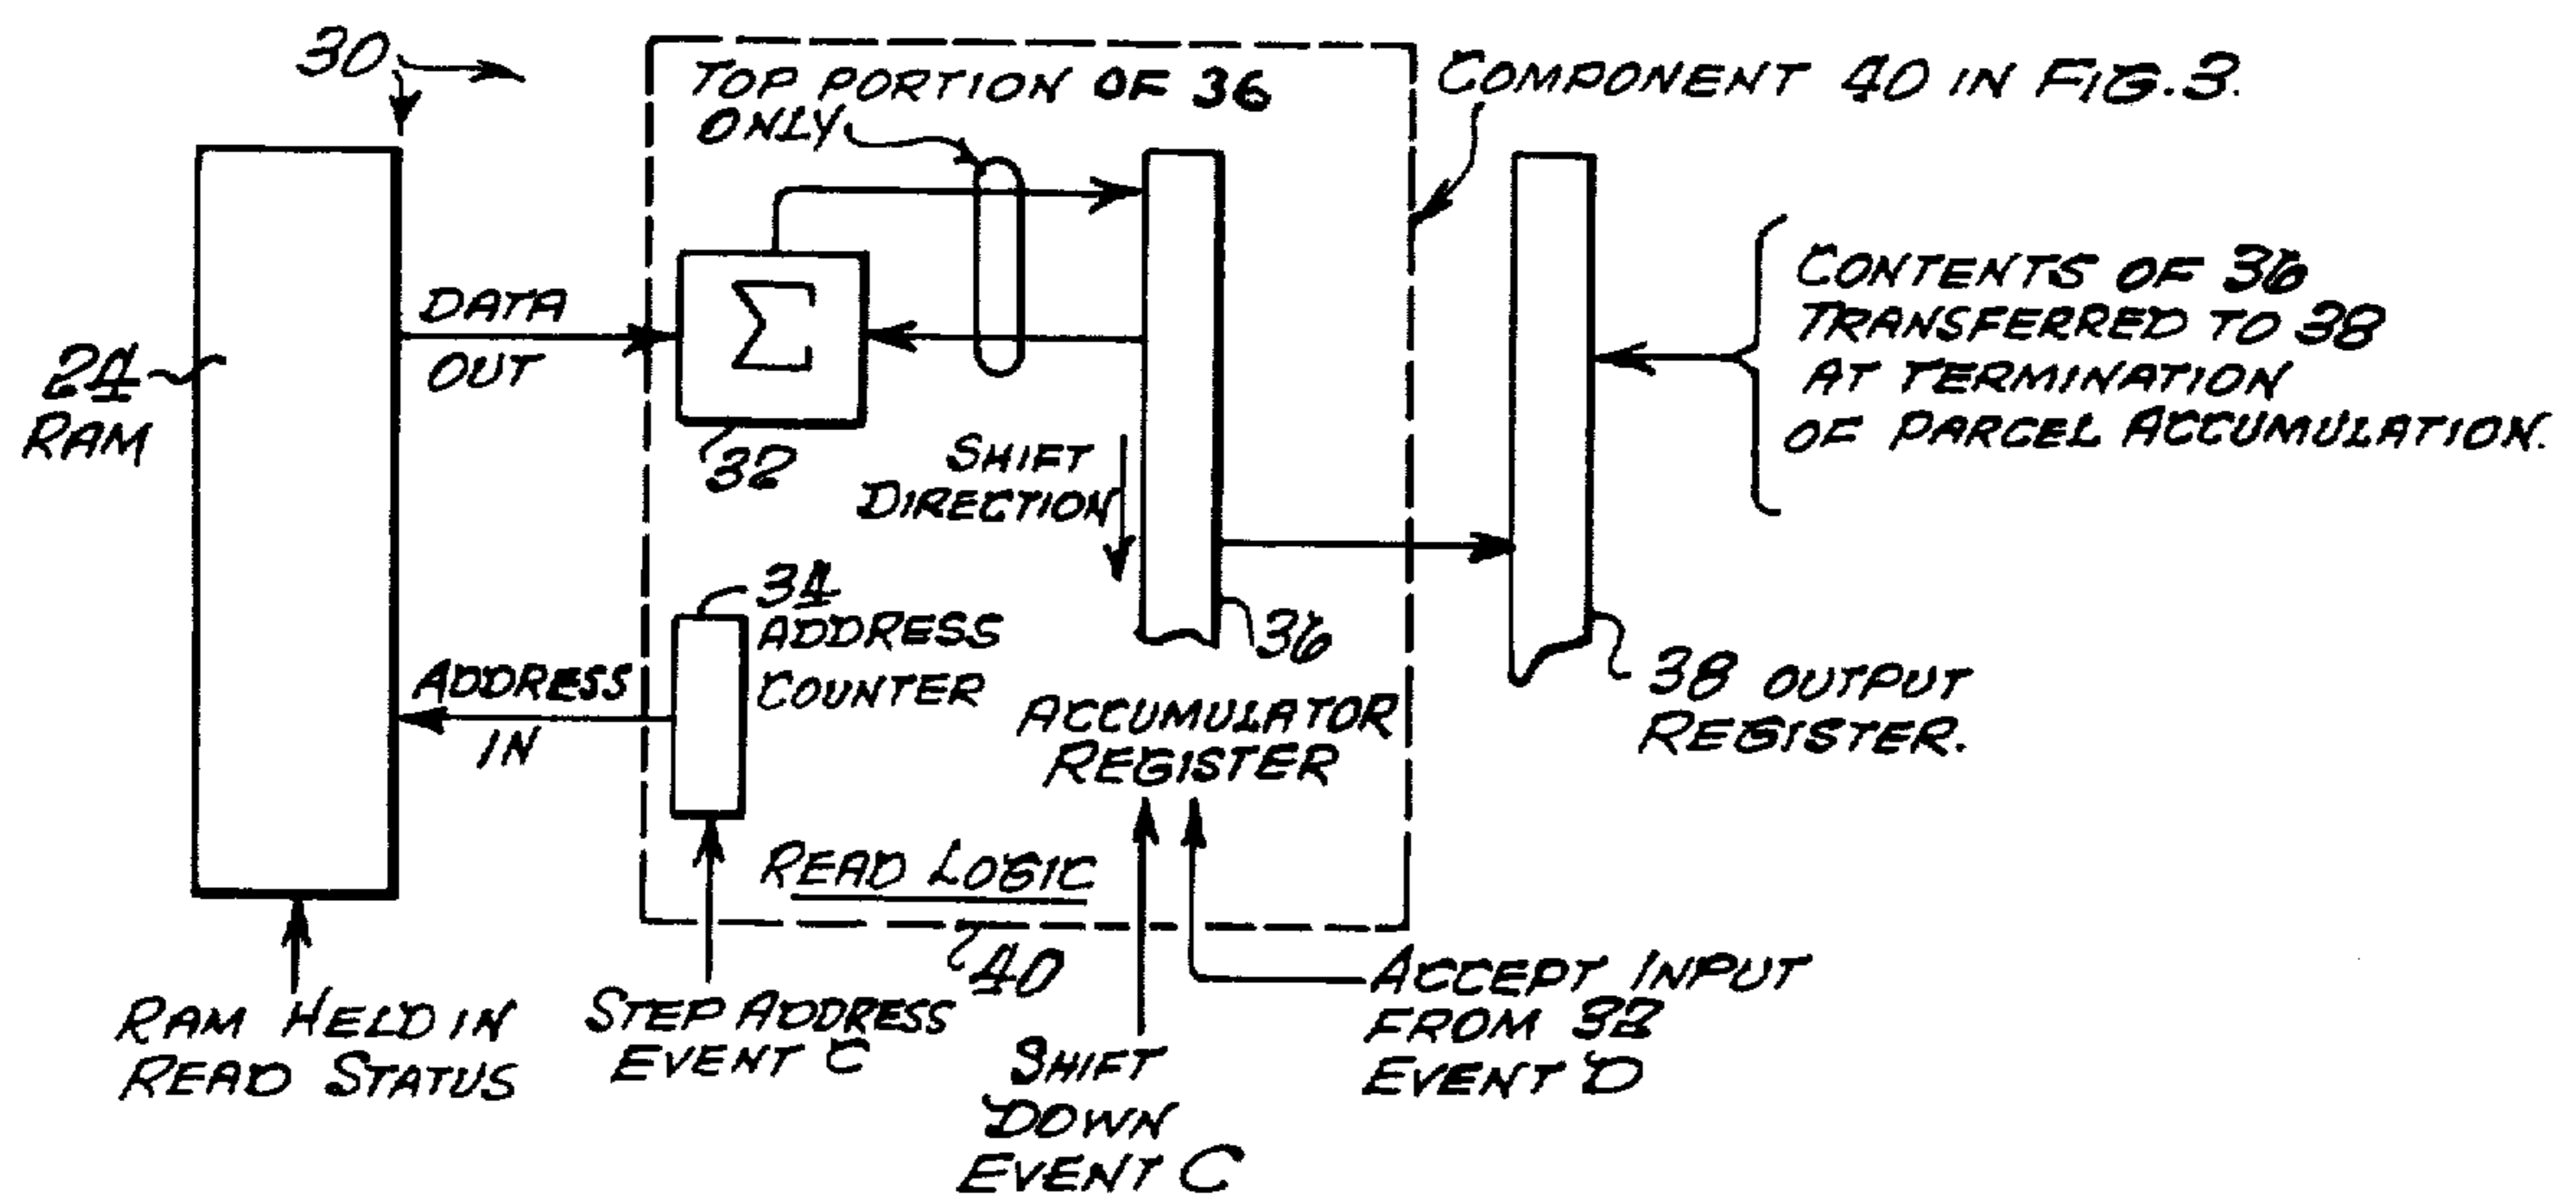 30
TOP PORTION OF 36
ONLY
COMPONENT 40 IN FIG. 3.
24
RAM
DATA
OUT
Σ
32
SHIFT
DIRECTION
CONTENTS OF 36
TRANSFERRED TO 38
AT TERMINATION
OF PARCEL ACCUMULATION.
34
ADDRESS
COUNTER
ADDRESS
IN
36
ACCUMULATOR
REGISTER
38 OUTPUT
REGISTER.
READ LOGIC
40
RAM HELD IN
READ STATUS
STEP ADDRESS
EVENT C
SHIFT
DOWN
EVENT C
ACCEPT INPUT
FROM 32
EVENT D